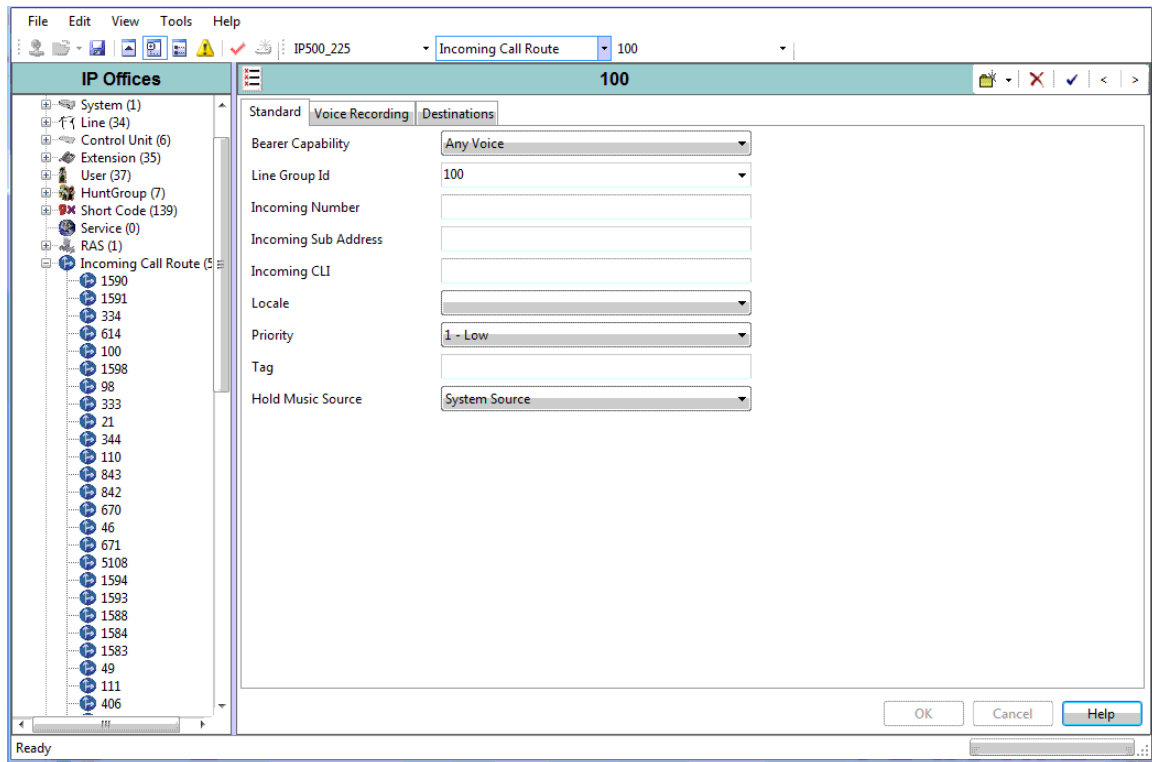 File Edit View Tools Help
IP500_225 Incoming Call Route 100
IP Offices
System (1)
Line (34)
Control Unit (6)
Extension (35)
User (37)
HuntGroup (7)
Short Code (139)
Service (0)
RAS (1)
Incoming Call Route (5
1590
1591
334
614
100
1598
98
333
21
344
110
843
842
670
46
671
5108
1594
1593
1588
1584
1583
49
111
406
100
Standard Voice Recording Destinations
Bearer Capability Any Voice
Line Group Id 100
Incoming Number
Incoming Sub Address
Incoming CLI
Locale
Priority 1 - Low
Tag
Hold Music Source System Source
OK Cancel Help
Ready